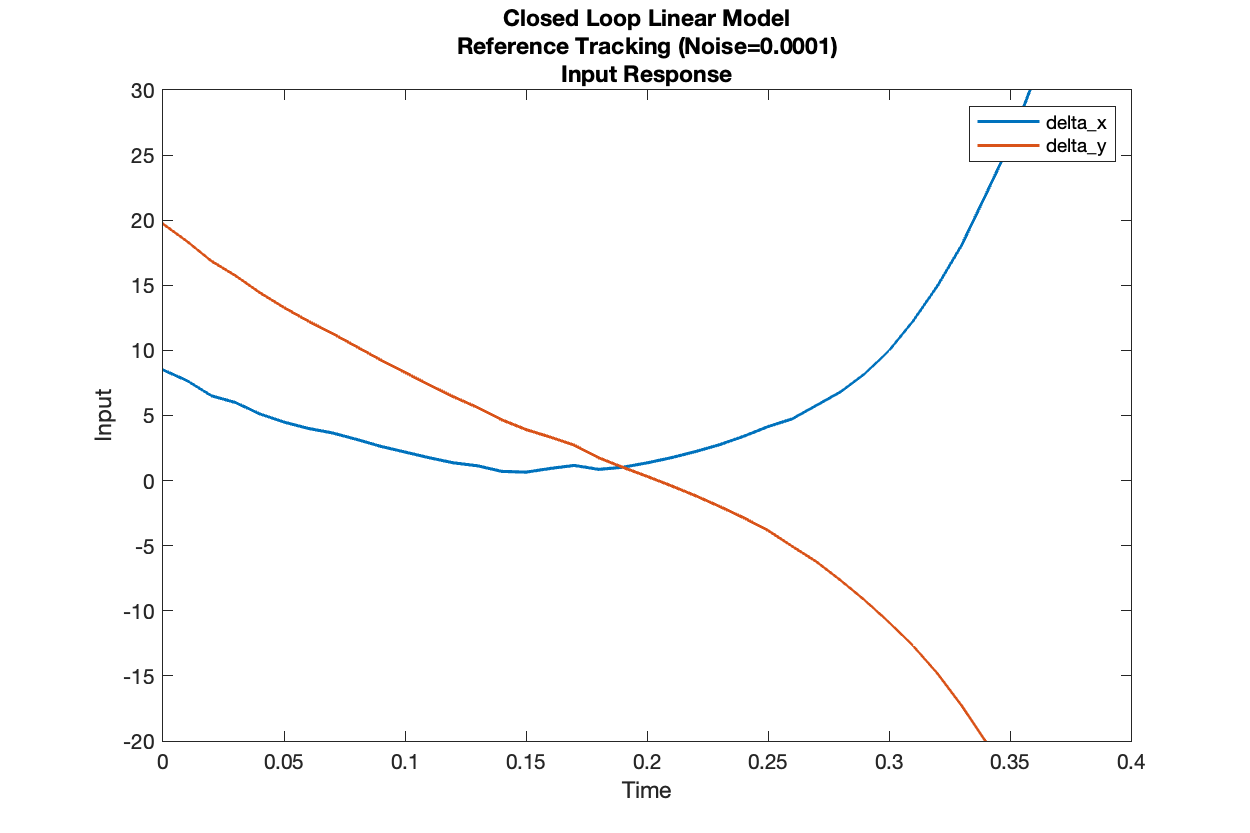 Closed Loop Linear Model
Reference Tracking (Noise=0.0001)
Input Response
30
25
20
15
10
5
0
-5
-10
-15
-20
Input
delta_x
delta_y
0 0.05 0.1 0.15 0.2 0.25 0.3 0.35 0.4
Time